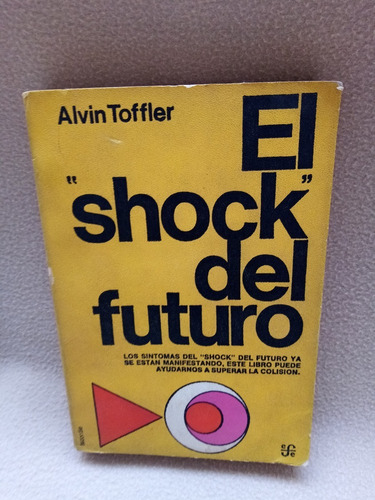 Alvin Toffler
El
"shock"
del
futuro
LOS SINTOMAS DEL "SHOCK" DEL FUTURO YA
SE ESTAN MANIFESTANDO, ESTE LIBRO PUEDE
AYUDARNOS A SUPERAR LA COLISION.